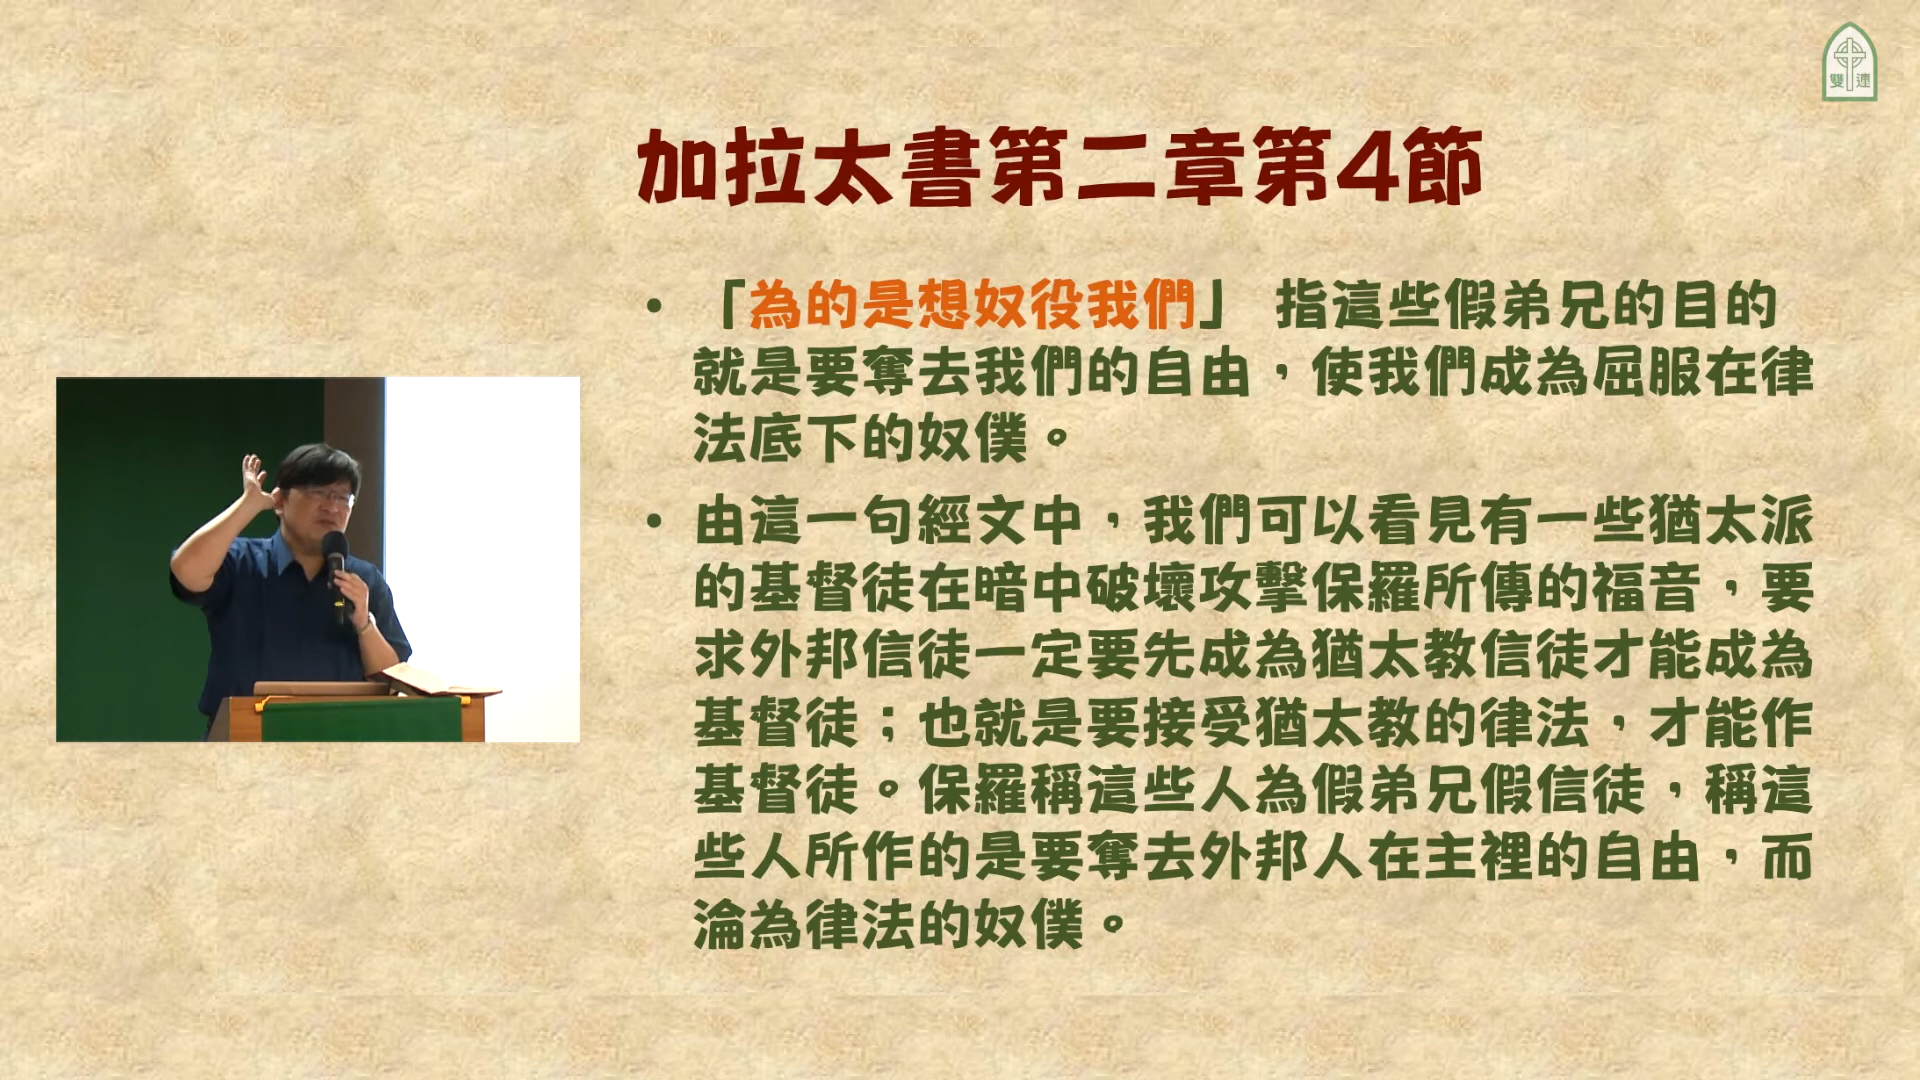 雙連
加拉太書第二章第4節
• 「為的是想奴役我們」 指這些假弟兄的目的
就是要奪去我們的自由，使我們成為屈服在律
法底下的奴僕。
• 由這一句經文中，我們可以看見有一些猶太派
的基督徒在暗中破壞攻擊保羅所傳的福音，要
求外邦信徒一定要先成為猶太教信徒才能成為
基督徒；也就是要接受猶太教的律法，才能作
基督徒。保羅稱這些人為假弟兄假信徒，稱這
些人所作的是要奪去外邦人在主裡的自由，而
淪為律法的奴僕。